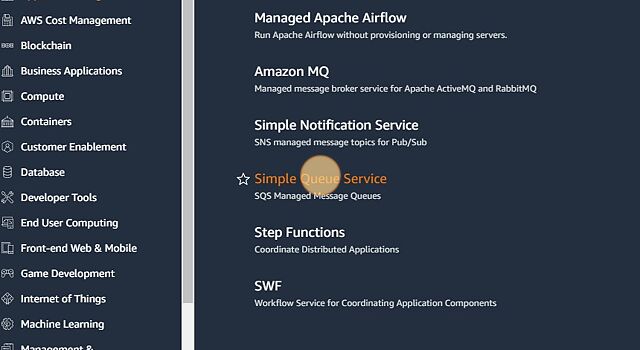 AWS Cost Management
Blockchain
Business Applications
Compute
Containers
Customer Enablement
Database
Developer Tools
End User Computing
Front-end Web & Mobile
Game Development
Internet of Things
Machine Learning
Management &
Managed Apache Airflow
Run Apache Airflow without provisioning or managing servers.
Amazon MQ
Managed message broker service for Apache ActiveMQ and RabbitMQ
Simple Notification Service
SNS managed message topics for Pub/Sub
Simple Queue Service
SQS Managed Message Queues
Step Functions
Coordinate Distributed Applications
SWF
Workflow Service for Coordinating Application Components